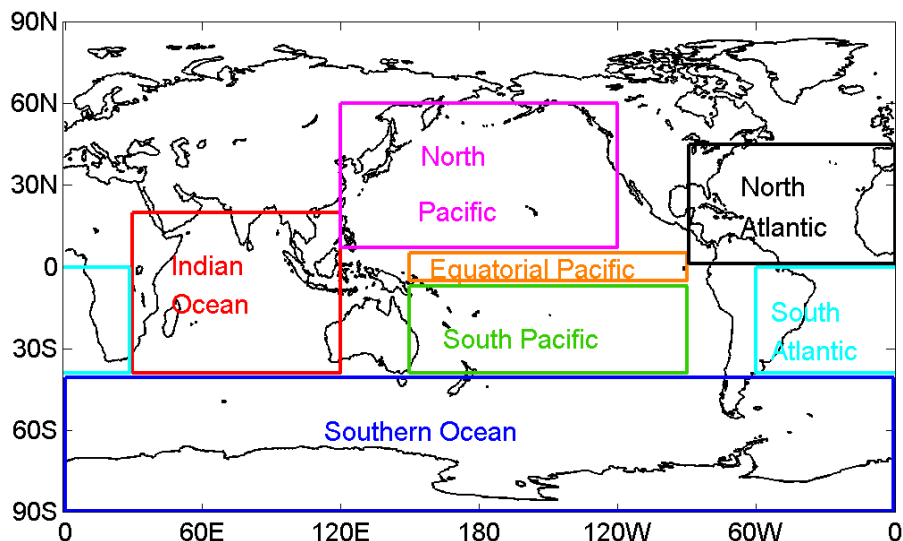 90N
60N
30N
0
30S
60S
90S
North
Pacific
North
Atlantic
Indian
Ocean
Equatorial Pacific
South Pacific
South
Atlantic
Southern Ocean
0
60E
120E
180
120W
60W
0